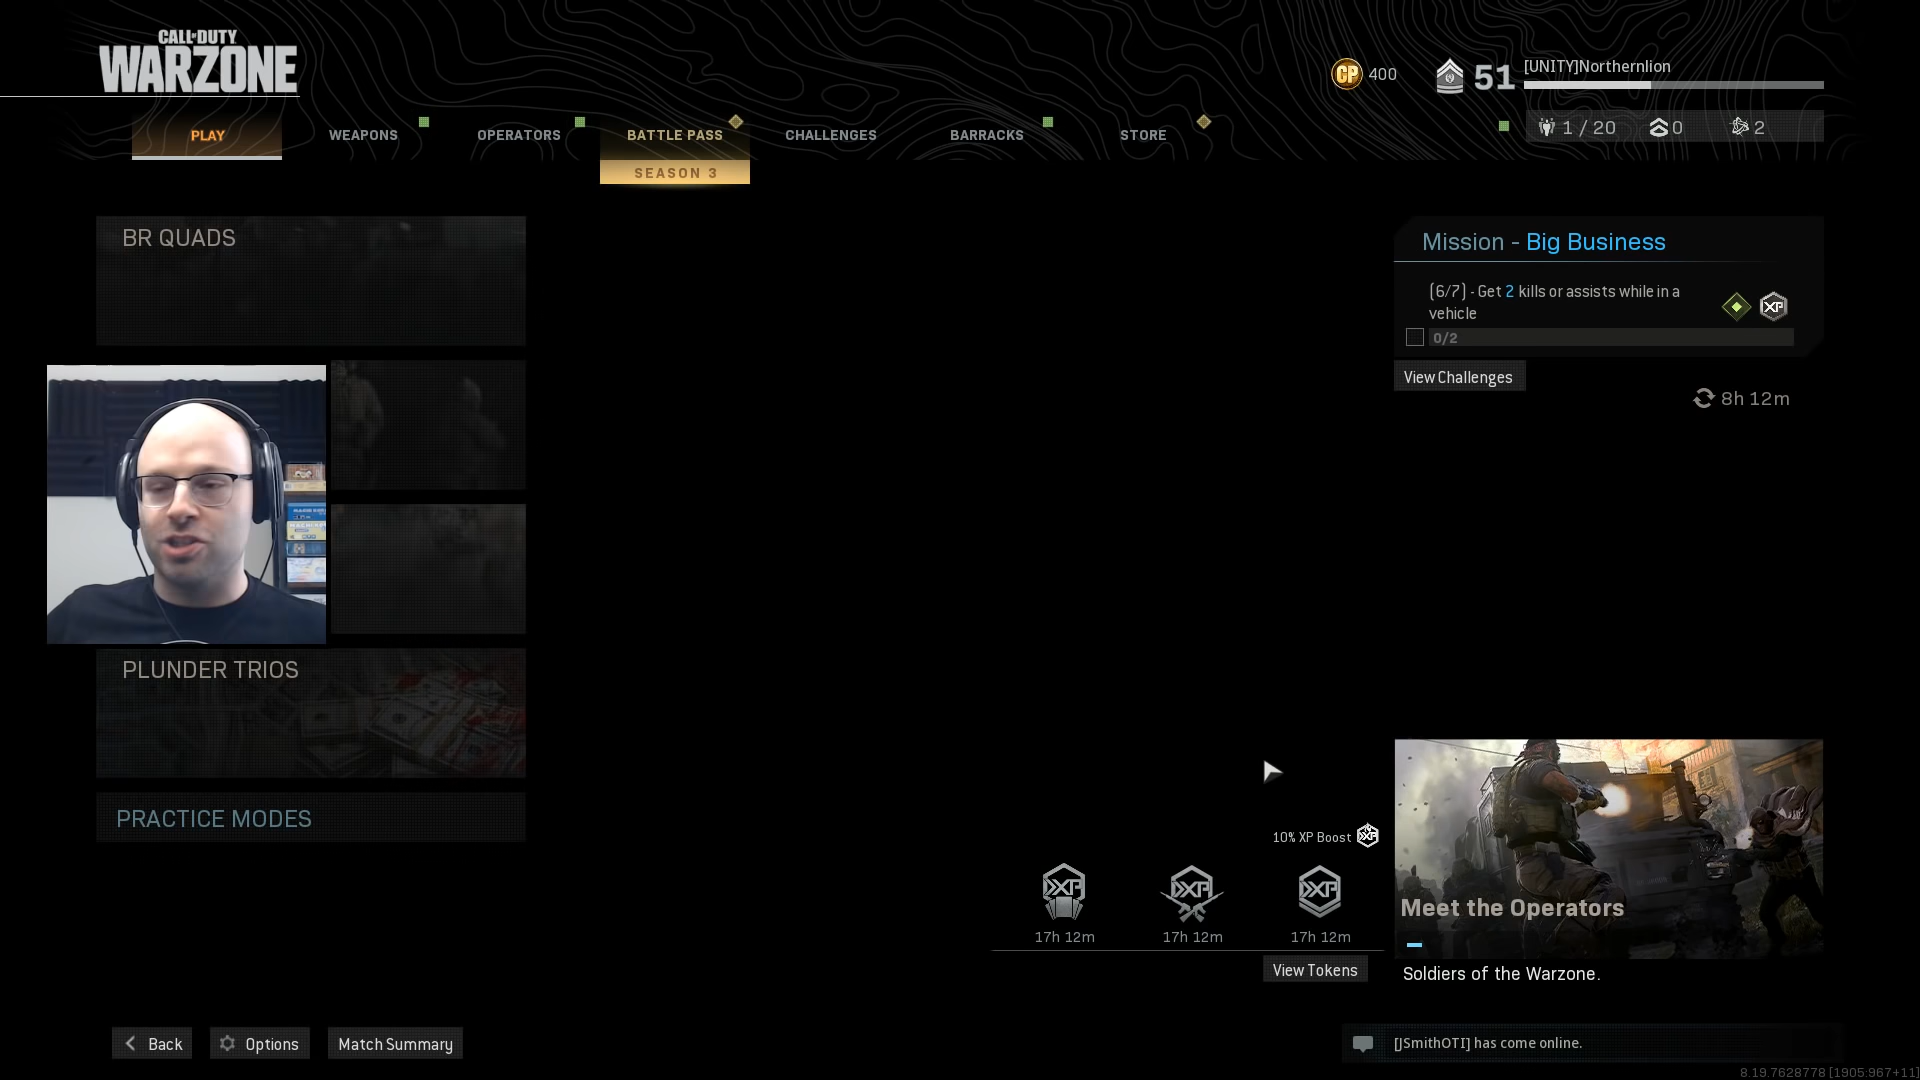 CALL OF DUTY
WARZONE
CP 400
51
[UNITY]Northernlion
PLAY
WEAPONS
OPERATORS
BATTLE PASS
CHALLENGES
BARRACKS
STORE
1 / 20
0
2
SEASON 3
BR QUADS
Mission - Big Business
(6/7) - Get 2 kills or assists while in a
vehicle
XP
0/2
View Challenges
8h 12m
PLUNDER TRIOS
PRACTICE MODES
10% XP Boost
17h 12m
17h 12m
17h 12m
View Tokens
Meet the Operators
Soldiers of the Warzone.
Back
Options
Match Summary
[JSmithOTI] has come online.
8.19.7628778 [1905:967+11]